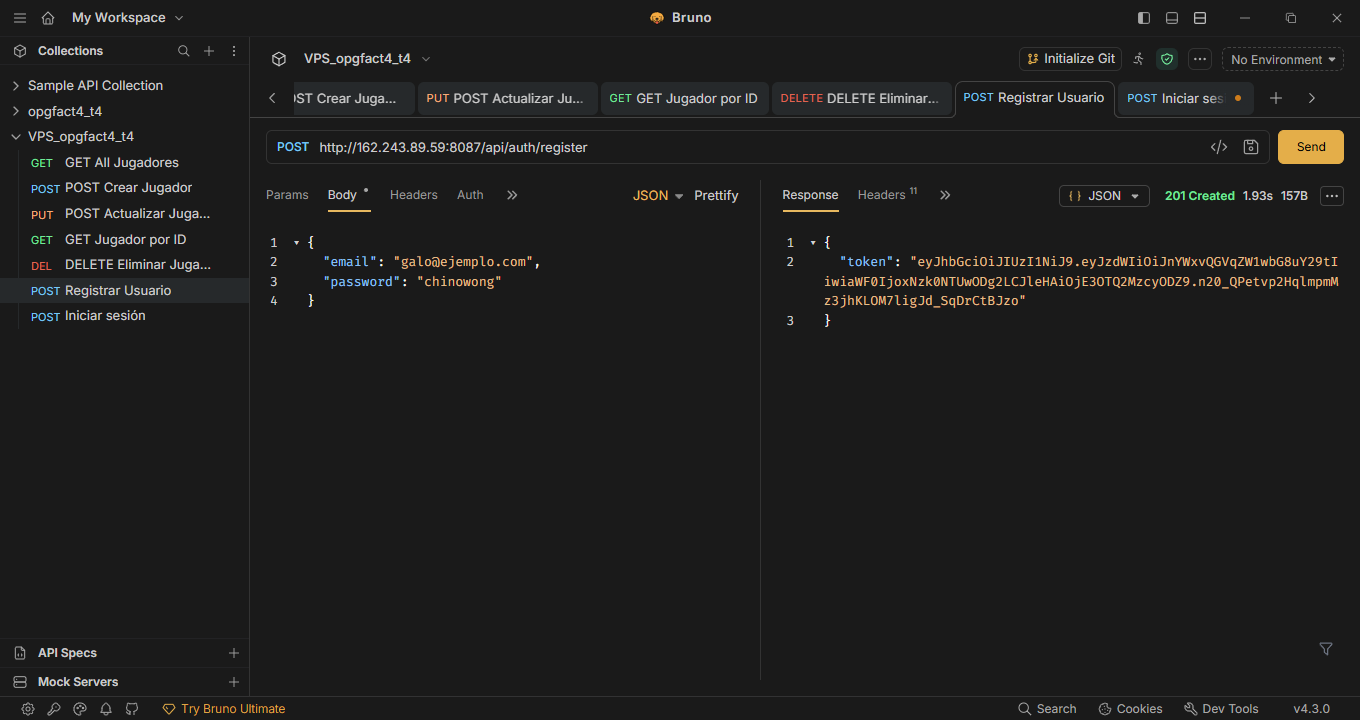 My Workspace
Bruno
Collections
Sample API Collection
opgfact4_t4
VPS_opgfact4_t4
GET GET All Jugadores
POST POST Crear Jugador
PUT POST Actualizar Juga...
GET GET Jugador por ID
DEL DELETE Eliminar Juga...
POST Registrar Usuario
POST Iniciar sesión
API Specs
Mock Servers
VPS_opgfact4_t4
Initialize Git
No Environment
ST Crear Juga...
PUT POST Actualizar Ju...
GET GET Jugador por ID
DELETE DELETE Eliminar...
POST Registrar Usuario
POST Iniciar ses
POST http://162.243.89.59:8087/api/auth/register
Send
Params Body Headers Auth
JSON Prettify
1 {
2 "email": "galo@ejemplo.com",
3 "password": "chinowong"
4 }
Response Headers 11
{ } JSON
201 Created 1.93s 157B
1 {
2 "token": "eyJhbGciOiJIUzI1NiJ9.eyJzdWIiOiJnYWxvQGVqZW1wbG8uY29tI
iwiaWF0IjoxNzk0NTUwODg2LCJleHAiOjE3OTQ2MzcyODZ9.n20_QPetvp2HqlmpmM
z3jhKLOM7ligJd_SqDrCtBJzo"
3 }
Try Bruno Ultimate
Search
Cookies
Dev Tools
v4.3.0